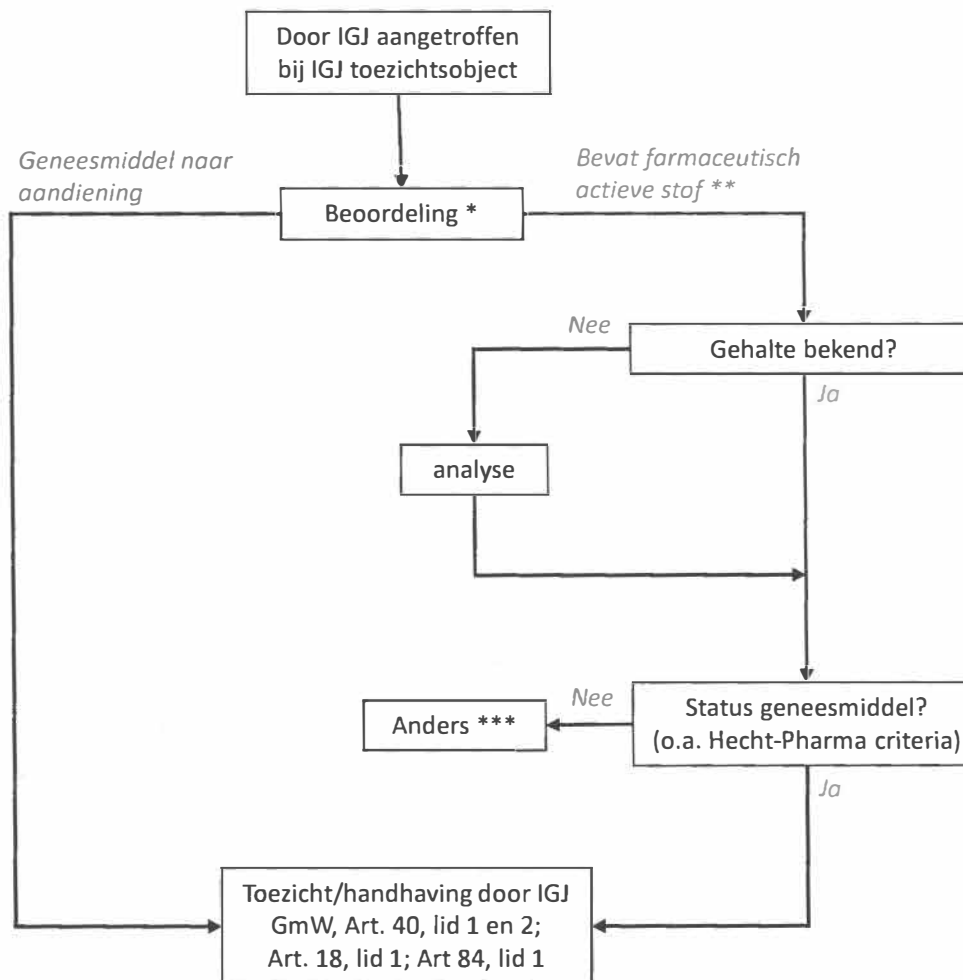 Door IGJ aangetroffen
bij IGJ toezichtsobject
Geneesmiddel naar
aandiening
Bevat farmaceutisch
actieve stof **
Beoordeling *
Nee
Gehalte bekend?
Ja
analyse
Nee
Status geneesmiddel?
(o.a. Hecht-Pharma criteria)
Anders ***
Ja
Toezicht/handhaving door IGJ
GmW, Art. 40, lid 1 en 2;
Art. 18, lid 1; Art 84, lid 1